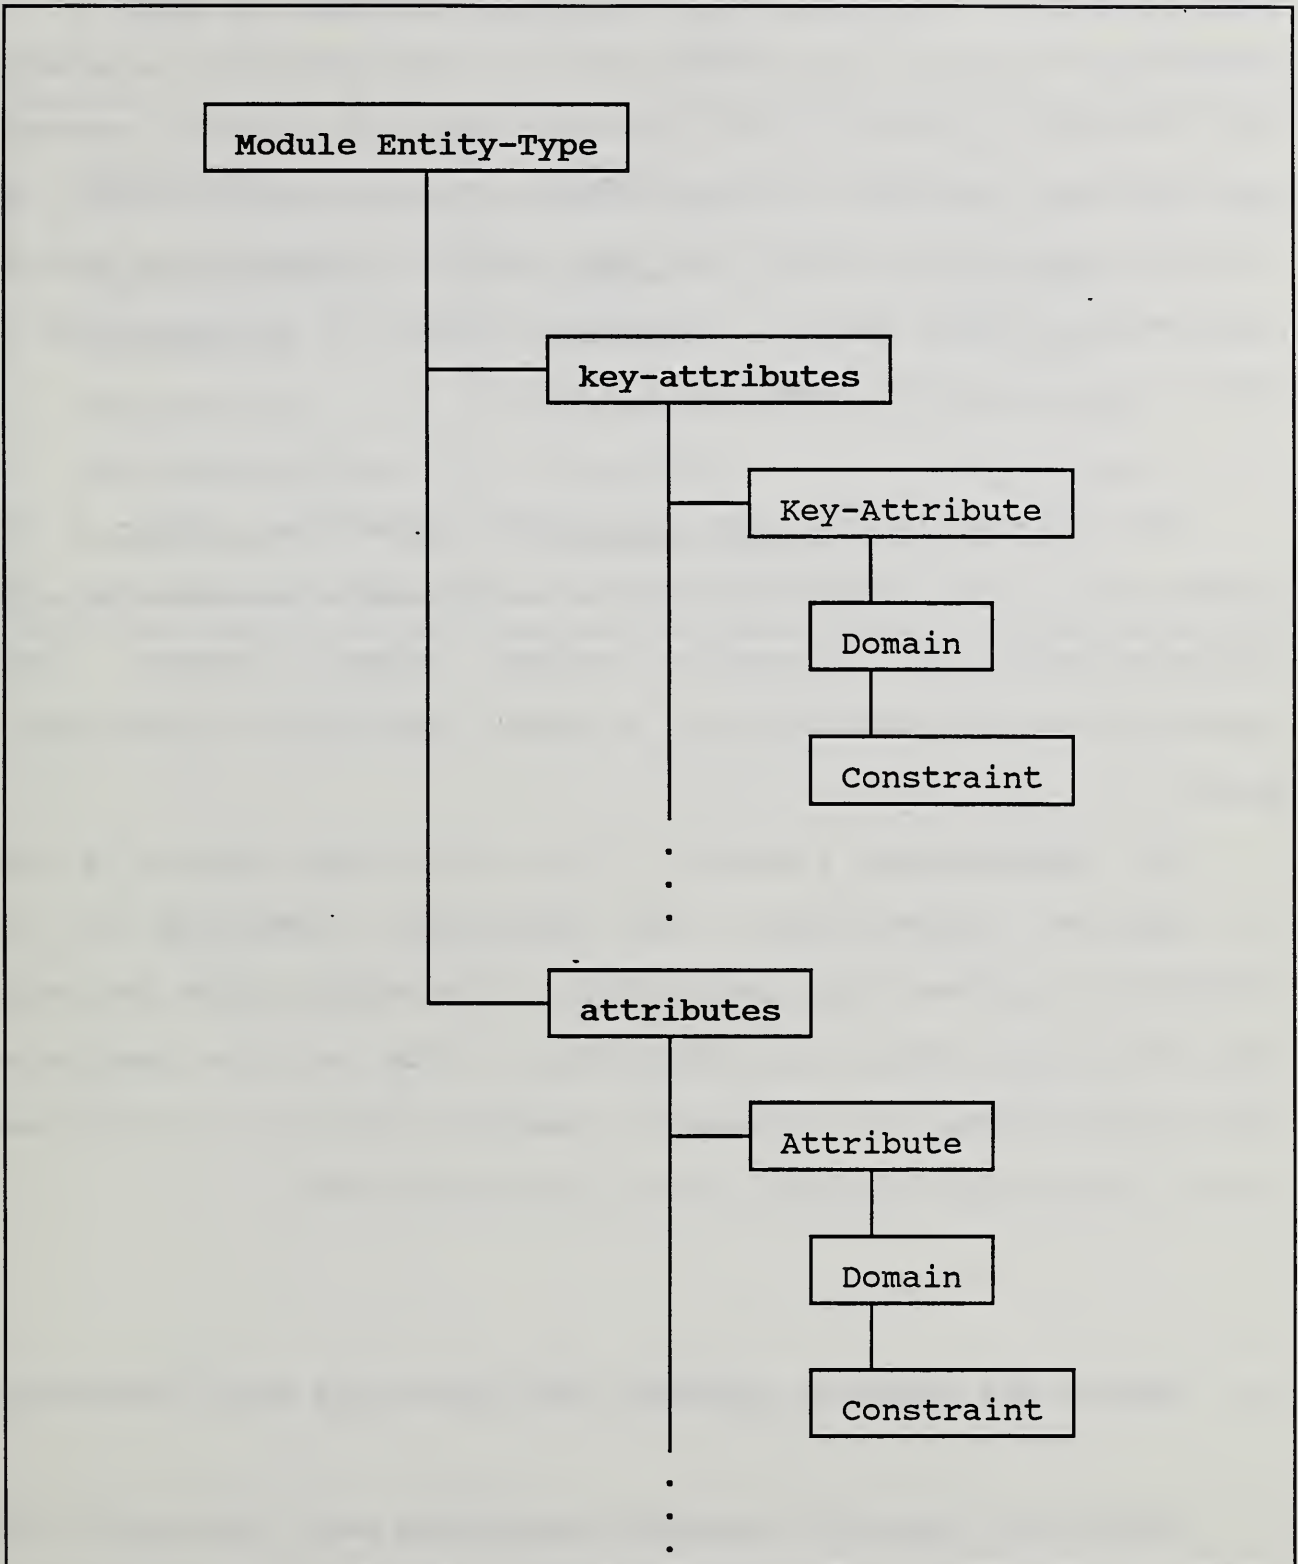 Module Entity-Type
key-attributes
Key-Attribute
Domain
Constraint
.
.
.
attributes
Attribute
Domain
Constraint
.
.
.